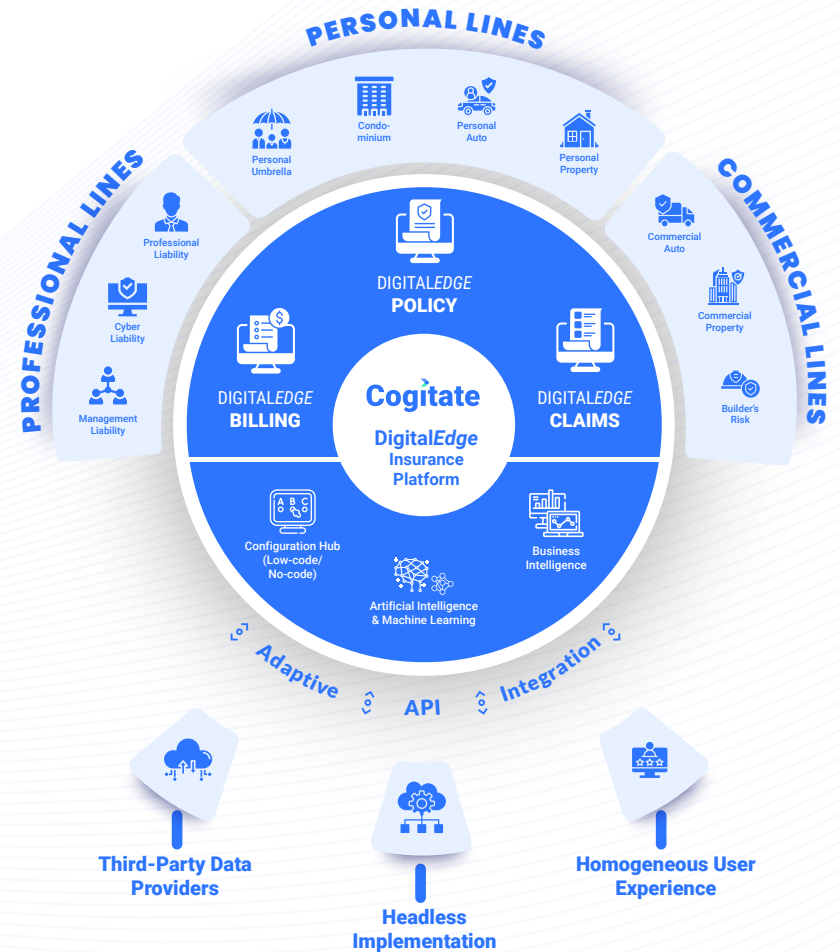 PERSONAL LINES
Personal
Umbrella
Condo-
minium
Personal
Auto
Personal
Property
PROFESSIONAL LINES
Professional
Liability
Cyber
Liability
Management
Liability
COMMERCIAL LINES
Commercial
Auto
Commercial
Property
Builder's
Risk
DIGITALEDGE
POLICY
$
DIGITALEDGE
BILLING
DIGITALEDGE
CLAIMS
Cogitate
DigitalEdge
Insurance
Platform
A B C
Configuration Hub
(Low-code/
No-code)
Artificial Intelligence
& Machine Learning
Business
Intelligence
Adaptive
API
Integration
Third-Party Data
Providers
Headless
Implementation
Homogeneous User
Experience